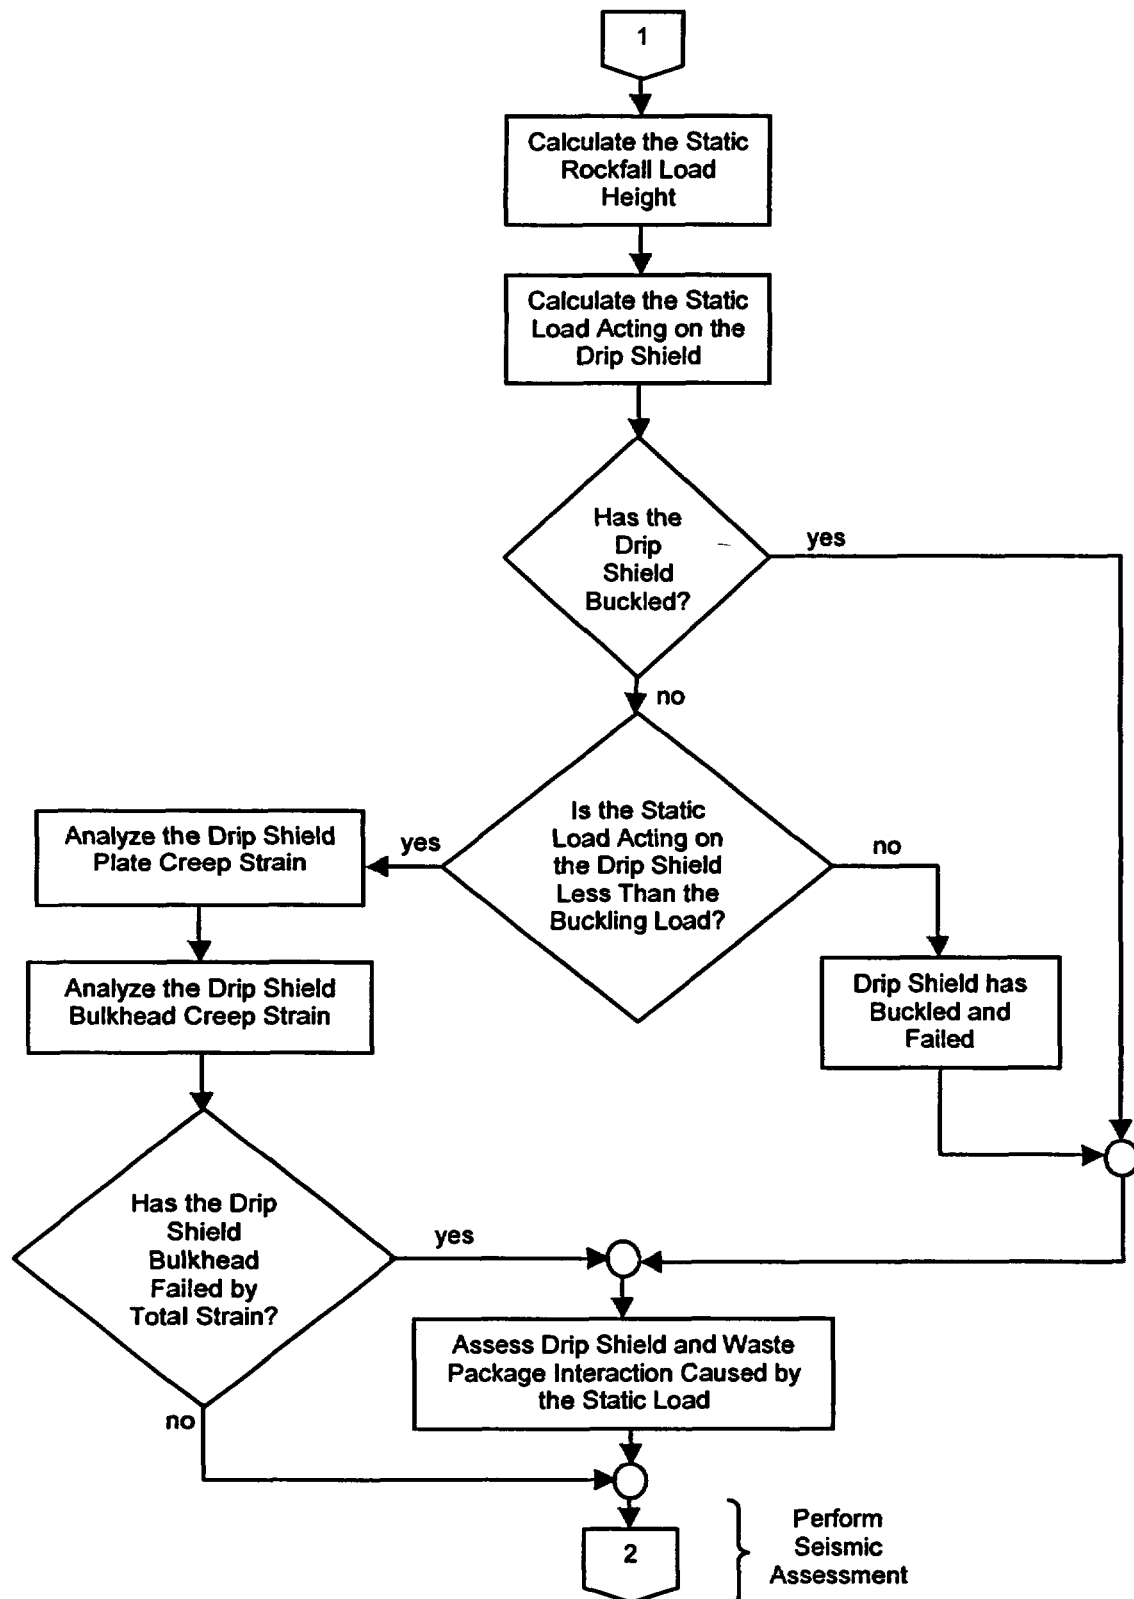 1
Calculate the Static
Rockfall Load
Height
Calculate the Static
Load Acting on the
Drip Shield
Has the
Drip
Shield
Buckled?
yes
no
Is the Static
Load Acting on
the Drip Shield
Less Than the
Buckling Load?
yes
no
Analyze the Drip Shield
Plate Creep Strain
Analyze the Drip Shield
Bulkhead Creep Strain
Drip Shield has
Buckled and
Failed
Has the Drip
Shield
Bulkhead
Failed by
Total Strain?
yes
no
Assess Drip Shield and Waste
Package Interaction Caused by
the Static Load
2
Perform
Seismic
Assessment